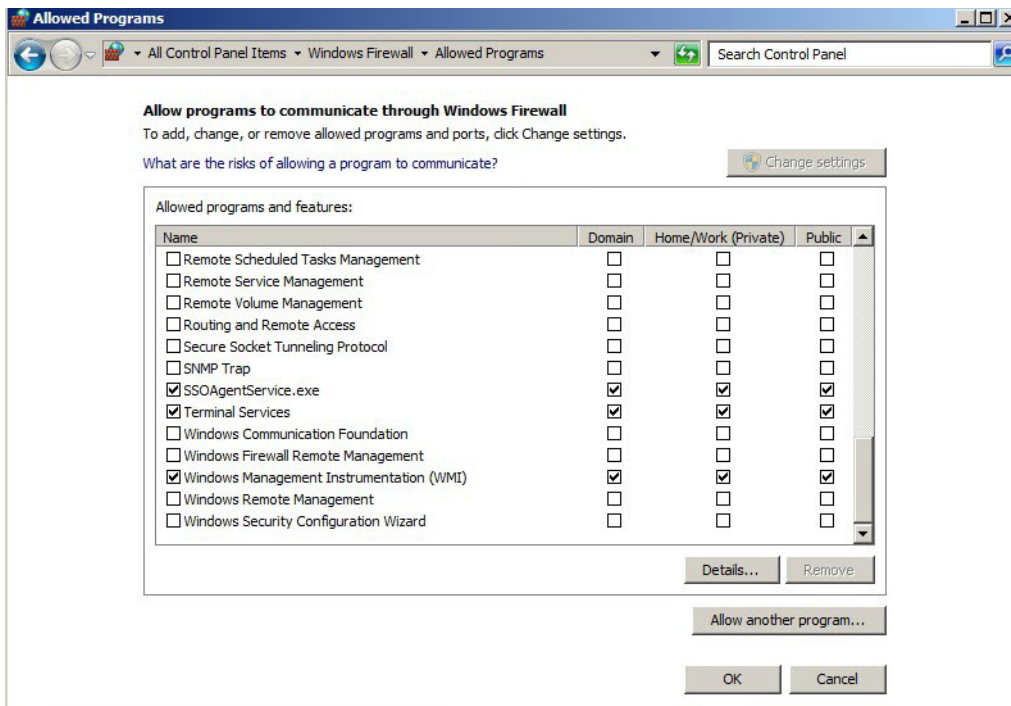 Allowed Programs
All Control Panel Items Windows Firewall Allowed Programs
Search Control Panel
Allow programs to communicate through Windows Firewall
To add, change, or remove allowed programs and ports, click Change settings.
What are the risks of allowing a program to communicate?
Change settings
Allowed programs and features:
Name Domain Home/Work (Private) Public
Remote Scheduled Tasks Management
Remote Service Management
Remote Volume Management
Routing and Remote Access
Secure Socket Tunneling Protocol
SNMP Trap
SSOAgentService.exe
Terminal Services
Windows Communication Foundation
Windows Firewall Remote Management
Windows Management Instrumentation (WMI)
Windows Remote Management
Windows Security Configuration Wizard
Details... Remove
Allow another program...
OK Cancel